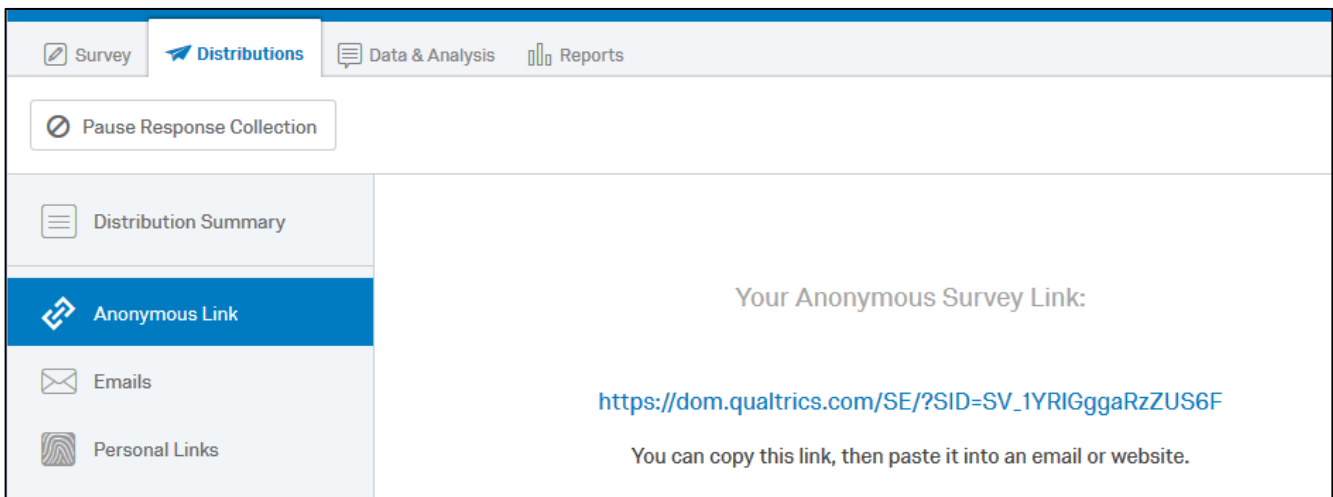 Survey Distributions Data & Analysis Reports
Pause Response Collection
Distribution Summary
Anonymous Link
Emails
Personal Links
Your Anonymous Survey Link:
https://dom.qualtrics.com/SE/?SID=SV_1YRIGggaRzZUS6F
You can copy this link, then paste it into an email or website.